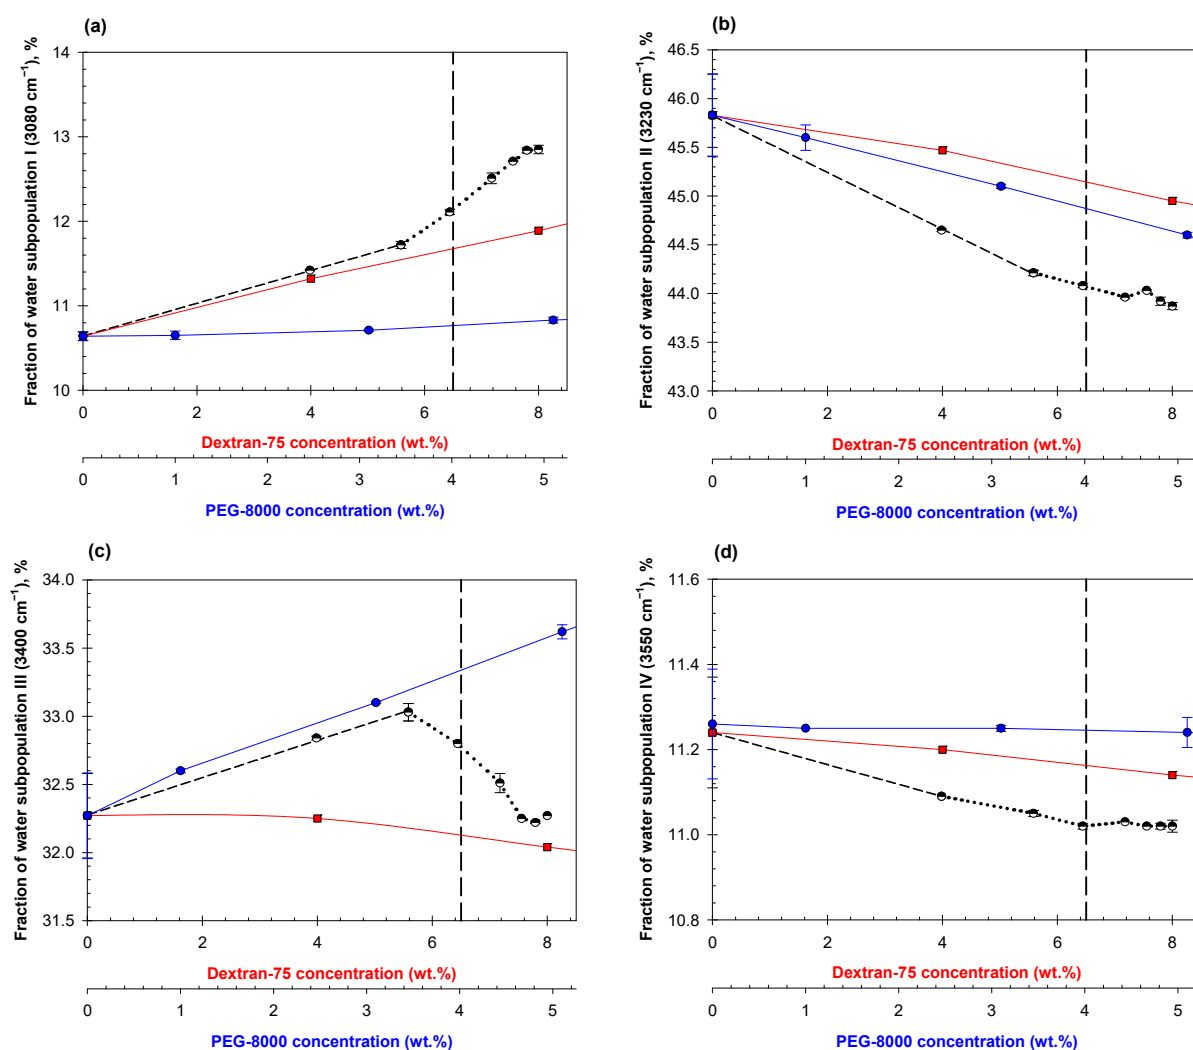 (a)
Fraction of water subpopulation I (3080 cm⁻¹), %
14
13
12
11
10
0 2 4 6 8
Dextran-75 concentration (wt.%)
0 1 2 3 4 5
PEG-8000 concentration (wt.%)
(b)
Fraction of water subpopulation II (3230 cm⁻¹), %
46.5
46.0
45.5
45.0
44.5
44.0
43.5
43.0
0 2 4 6 8
Dextran-75 concentration (wt.%)
0 1 2 3 4 5
PEG-8000 concentration (wt.%)
(c)
Fraction of water subpopulation III (3400 cm⁻¹), %
34.0
33.5
33.0
32.5
32.0
31.5
0 2 4 6 8
Dextran-75 concentration (wt.%)
0 1 2 3 4 5
PEG-8000 concentration (wt.%)
(d)
Fraction of water subpopulation IV (3550 cm⁻¹), %
11.6
11.4
11.2
11.0
10.8
0 2 4 6 8
Dextran-75 concentration (wt.%)
0 1 2 3 4 5
PEG-8000 concentration (wt.%)